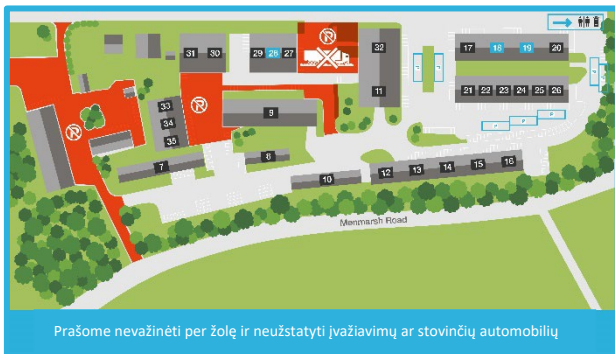 32
17 18 19 20
31 30
29 28 27
11
21 22 23 24 25 26
33
34
35
9
7
8
10
12 13 14 15 16
Menmarsh Road
Prašome nevažinėti per žolę ir neužstatyti įvažiavimų ar stovinčių automobilių